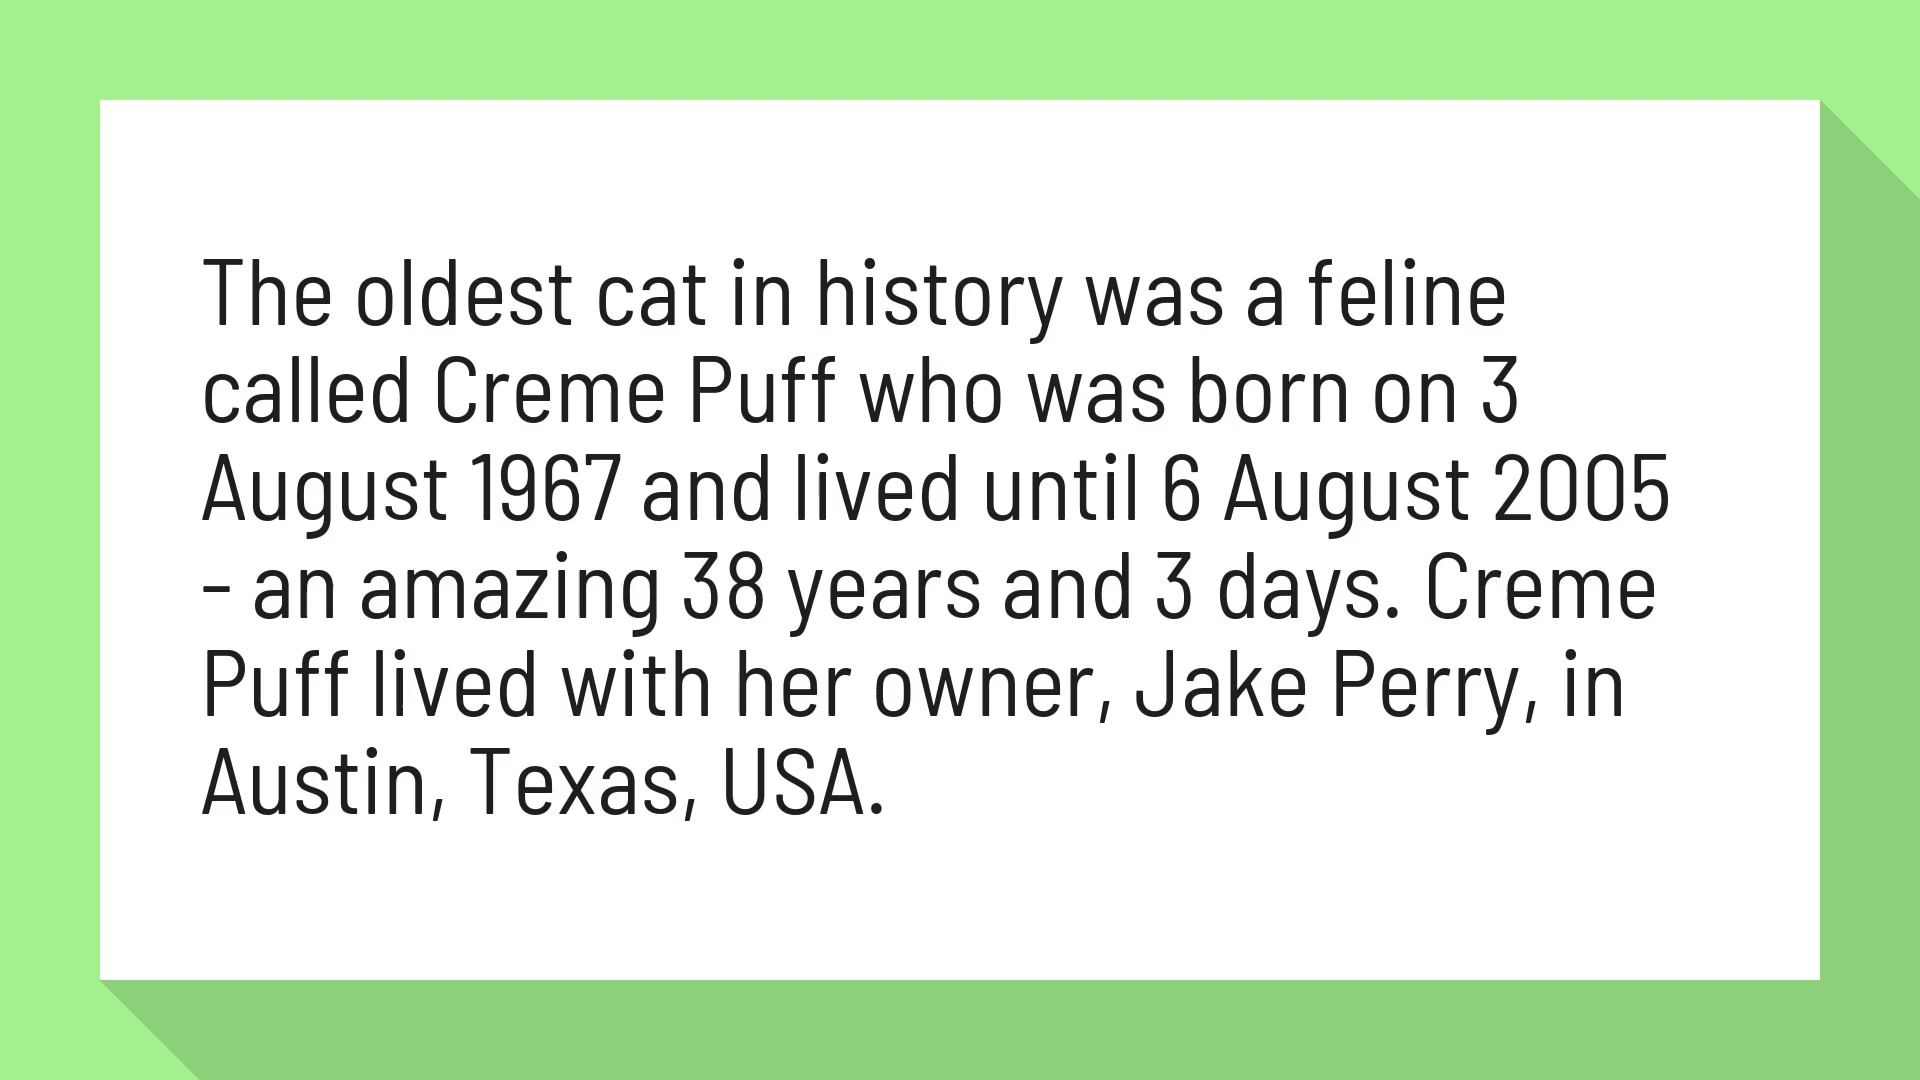 The oldest cat in history was a feline
called Creme Puff who was born on 3
August 1967 and lived until 6 August 2005
- an amazing 38 years and 3 days. Creme
Puff lived with her owner, Jake Perry, in
Austin, Texas, USA.